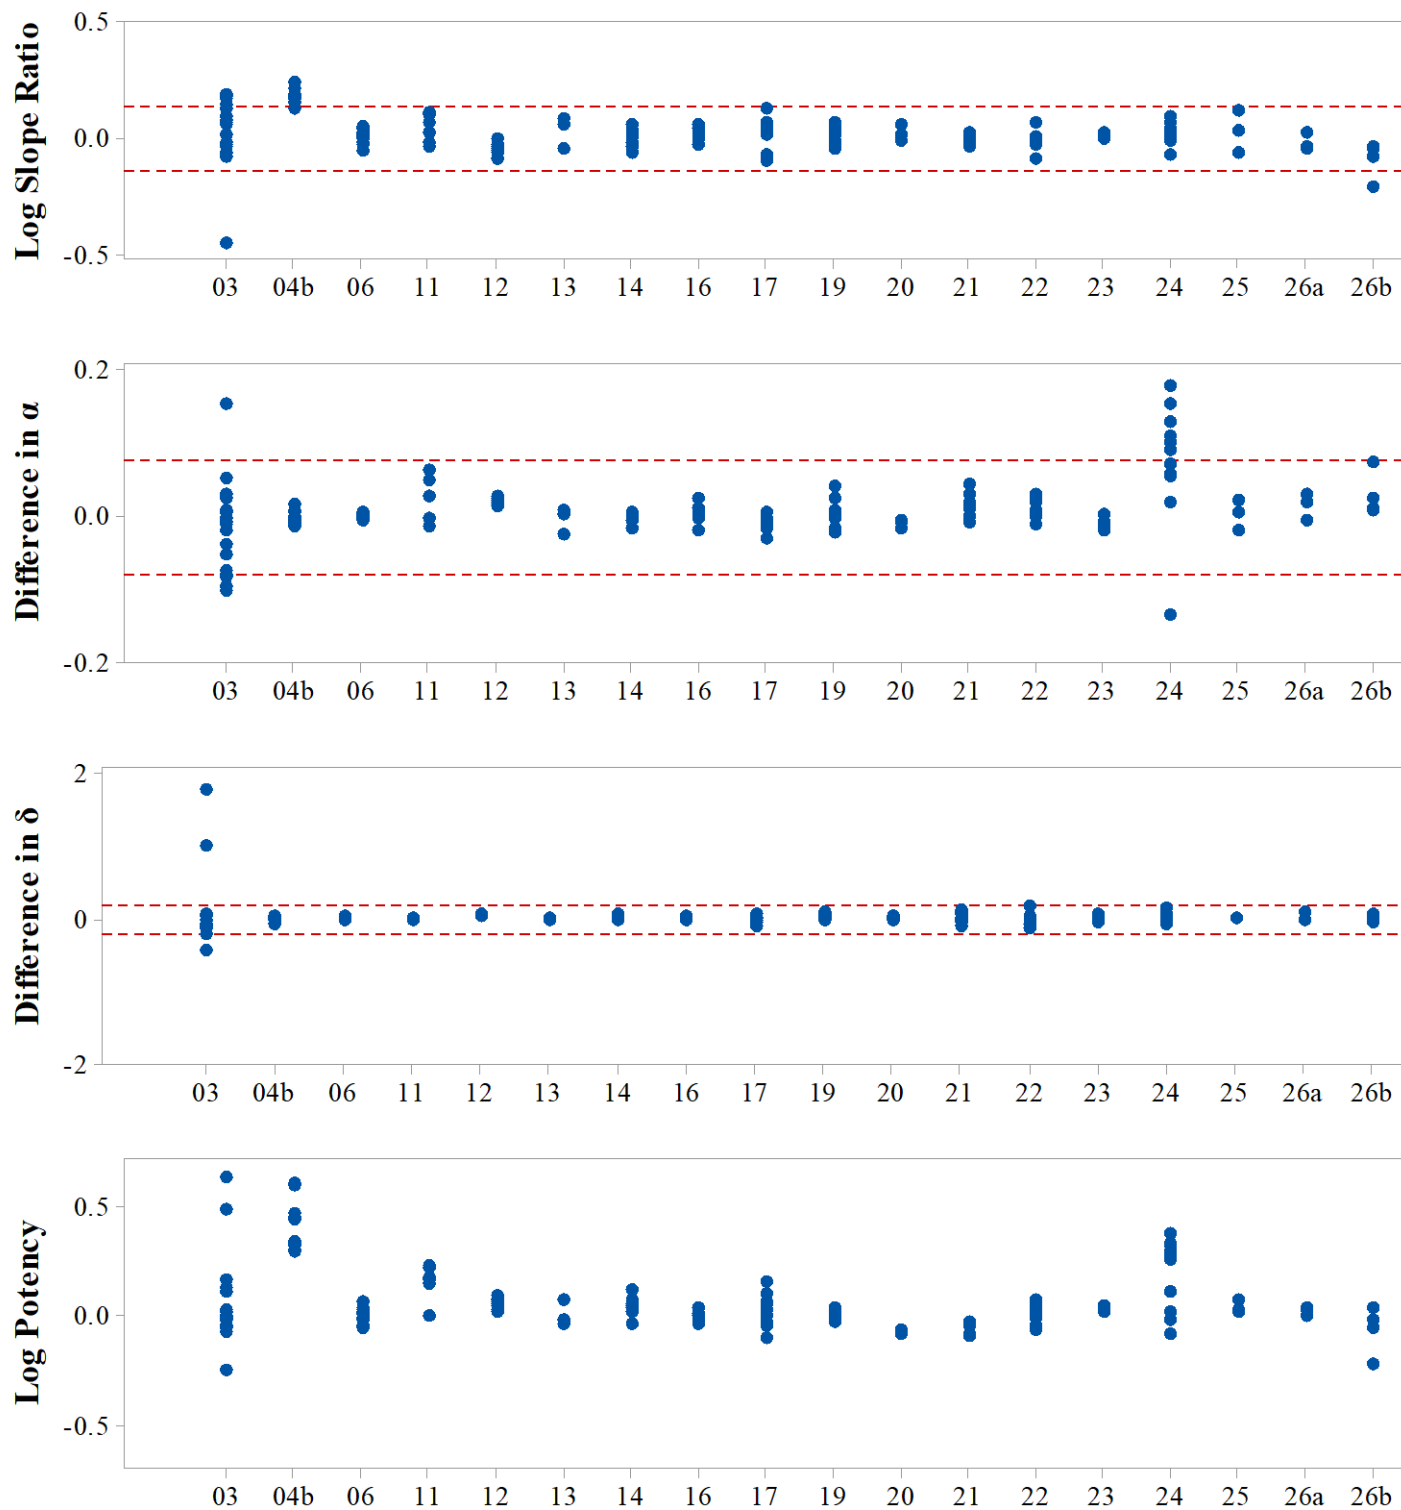 Log Slope Ratio
0.5
0.0
-0.5
03 04b 06 11 12 13 14 16 17 19 20 21 22 23 24 25 26a 26b
Difference in α
0.2
0.0
-0.2
03 04b 06 11 12 13 14 16 17 19 20 21 22 23 24 25 26a 26b
Difference in δ
2
0
-2
03 04b 06 11 12 13 14 16 17 19 20 21 22 23 24 25 26a 26b
Log Potency
0.5
0.0
-0.5
03 04b 06 11 12 13 14 16 17 19 20 21 22 23 24 25 26a 26b